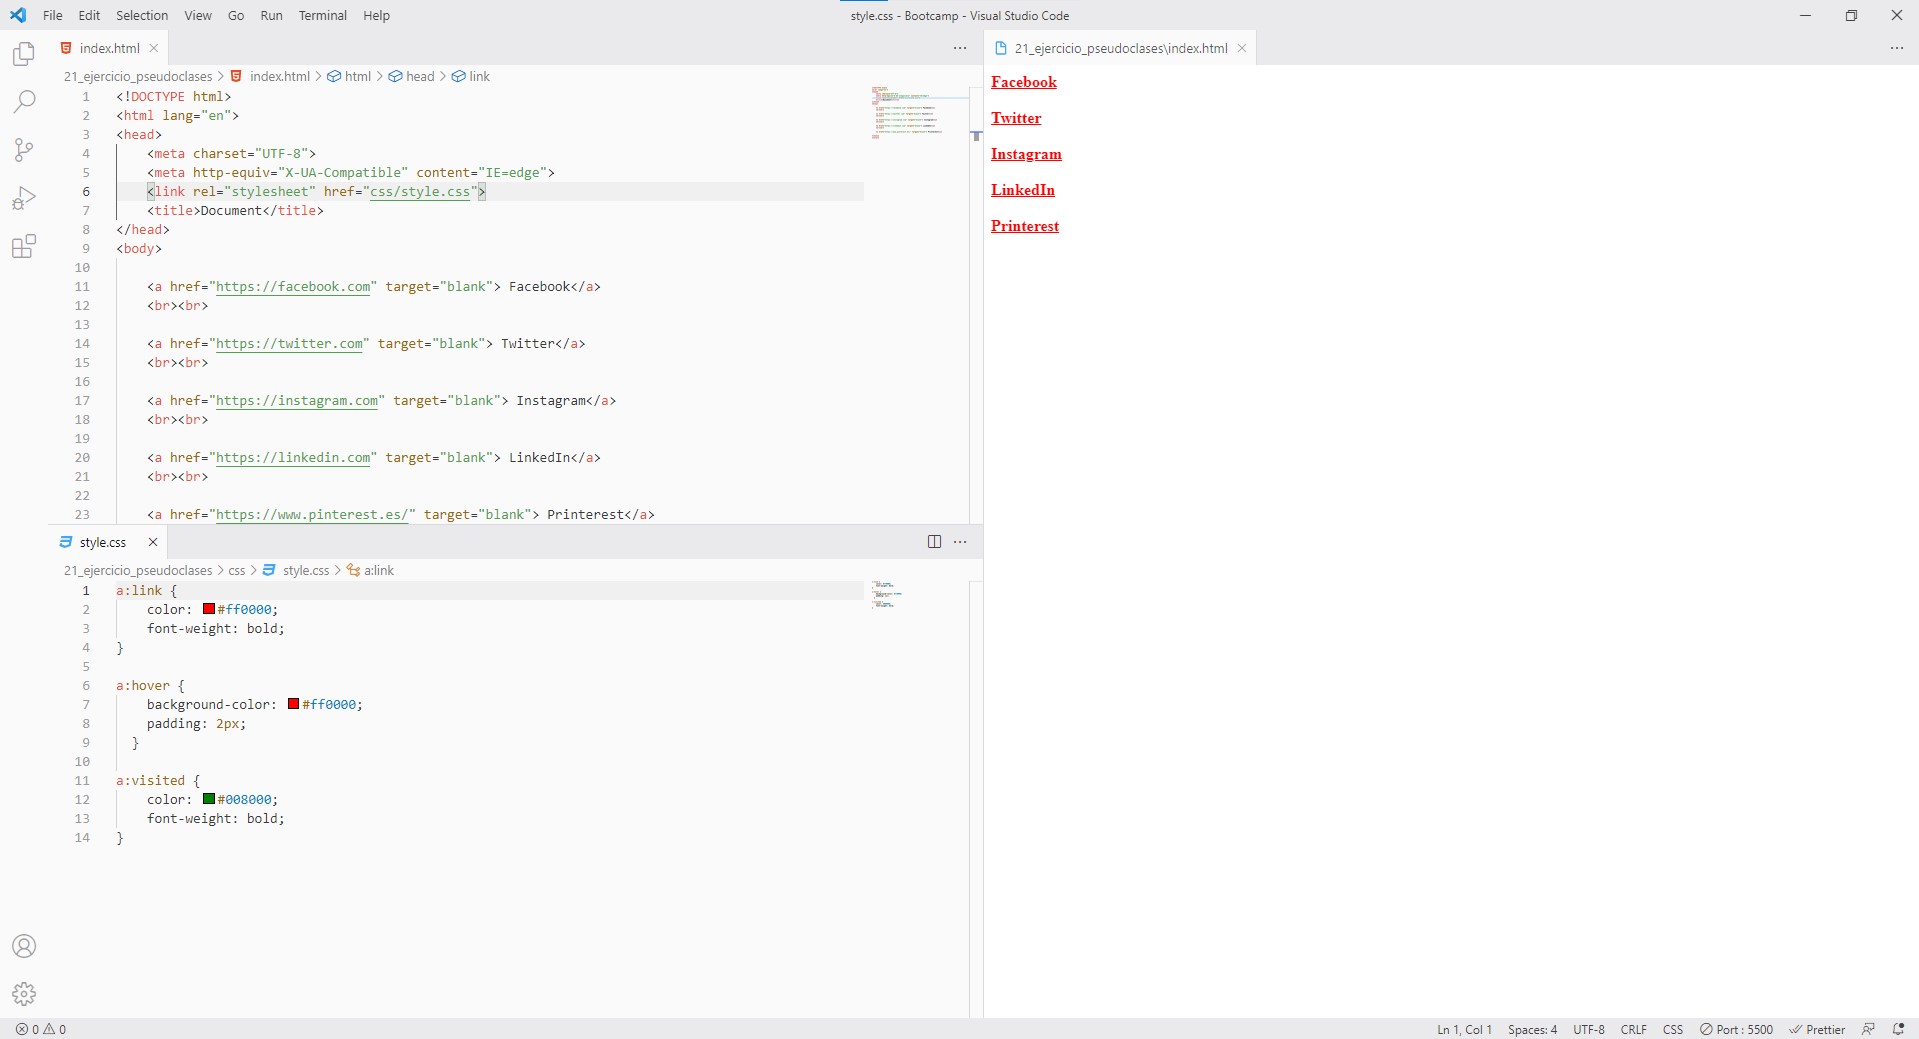 File Edit Selection View Go Run Terminal Help
style.css - Bootcamp - Visual Studio Code
index.html
21_ejercicio_pseudoclases > index.html > html > head > link
1 <!DOCTYPE html>
2 <html lang="en">
3 <head>
4 <meta charset="UTF-8">
5 <meta http-equiv="X-UA-Compatible" content="IE=edge">
6 <link rel="stylesheet" href="css/style.css">
7 <title>Document</title>
8 </head>
9 <body>
10
11 <a href="https://facebook.com" target="blank"> Facebook</a>
12 <br><br>
13
14 <a href="https://twitter.com" target="blank"> Twitter</a>
15 <br><br>
16
17 <a href="https://instagram.com" target="blank"> Instagram</a>
18 <br><br>
19
20 <a href="https://linkedin.com" target="blank"> LinkedIn</a>
21 <br><br>
22
23 <a href="https://www.pinterest.es/" target="blank"> Printerest</a>
style.css
21_ejercicio_pseudoclases > css > style.css > a:link
1 a:link {
2 color: #ff0000;
3 font-weight: bold;
4 }
5
6 a:hover {
7 background-color: #ff0000;
8 padding: 2px;
9 }
10
11 a:visited {
12 color: #008000;
13 font-weight: bold;
14 }
21_ejercicio_pseudoclases\index.html
Facebook
Twitter
Instagram
LinkedIn
Printerest
0 0
Ln 1, Col 1 Spaces: 4 UTF-8 CRLF CSS Port : 5500 Prettier